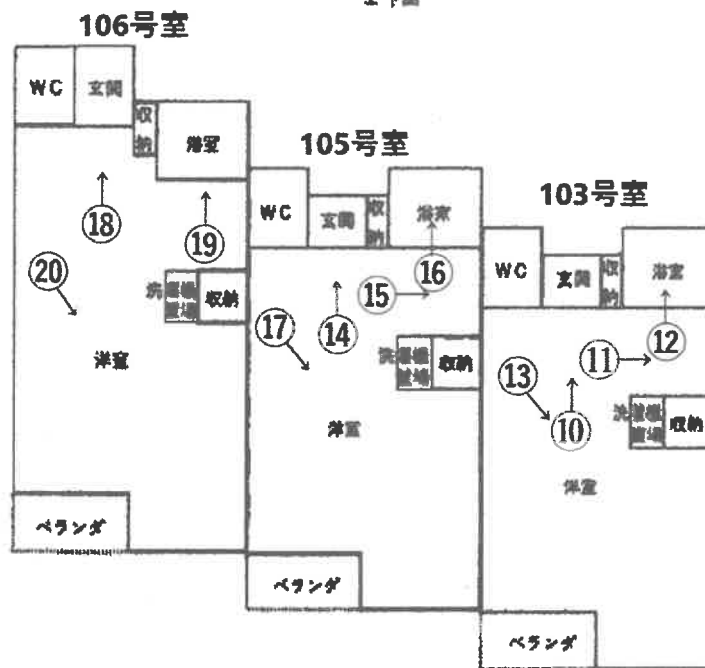 106号室
WC
玄関
収納
浴室
⑱
⑲
⑳
洗濯機置場
収納
洋室
ベランダ
105号室
WC
玄関
収納
浴室
⑯
⑮
⑭
⑰
洗濯機置場
収納
洋室
ベランダ
103号室
WC
玄関
収納
浴室
⑫
⑪
⑬
⑩
洗濯機置場
収納
洋室
ベランダ